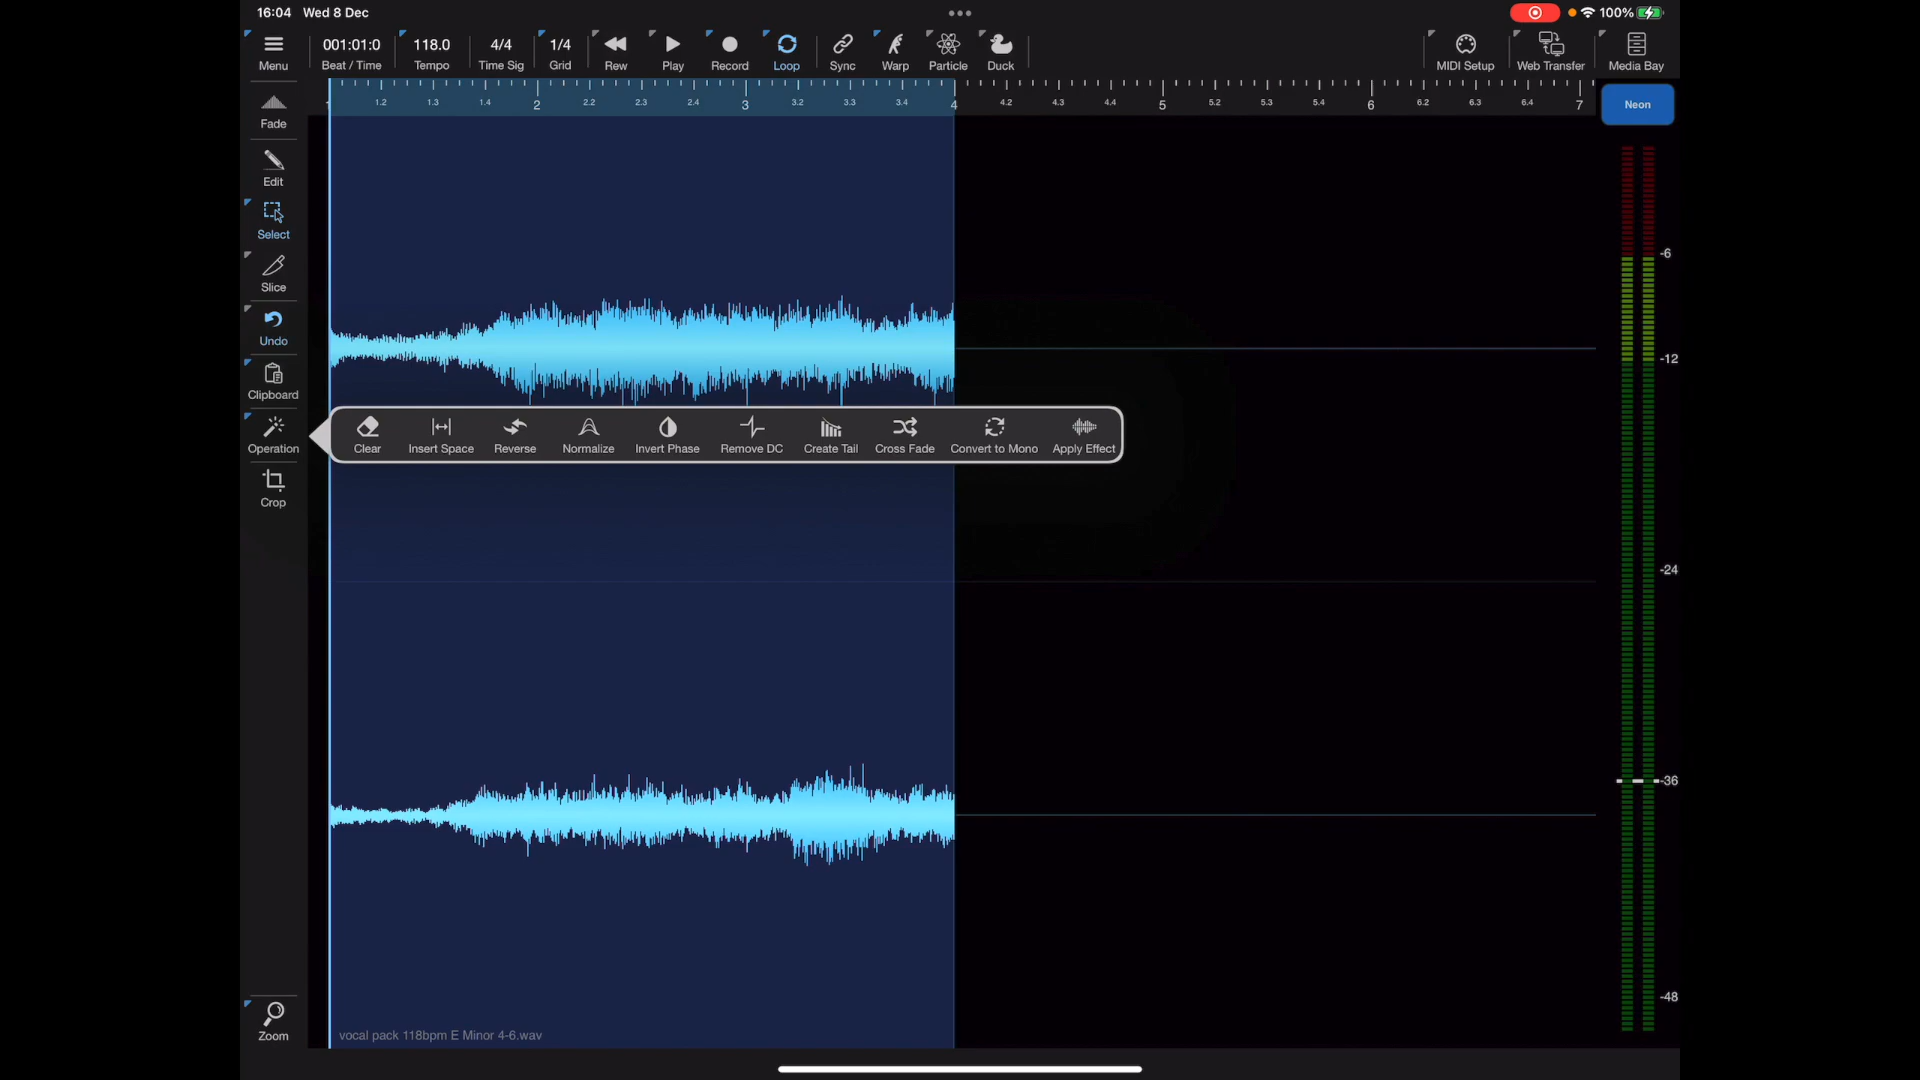 16:04 Wed 8 Dec
100%
Menu
001:01:0
Beat / Time
118.0
Tempo
4/4
Time Sig
1/4
Grid
Rew
Play
Record
Loop
Sync
Warp
Particle
Duck
MIDI Setup
Web Transfer
Media Bay
1.2 1.3 1.4 2 2.2 2.3 2.4 3 3.2 3.3 3.4 4 4.2 4.3 4.4 5 5.2 5.3 5.4 6 6.2 6.3 6.4 7
Neon
Fade
Edit
Select
Slice
Undo
Clipboard
Operation
Crop
Zoom
Clear
Insert Space
Reverse
Normalize
Invert Phase
Remove DC
Create Tail
Cross Fade
Convert to Mono
Apply Effect
-6
-12
-24
-36
-48
vocal pack 118bpm E Minor 4-6.wav